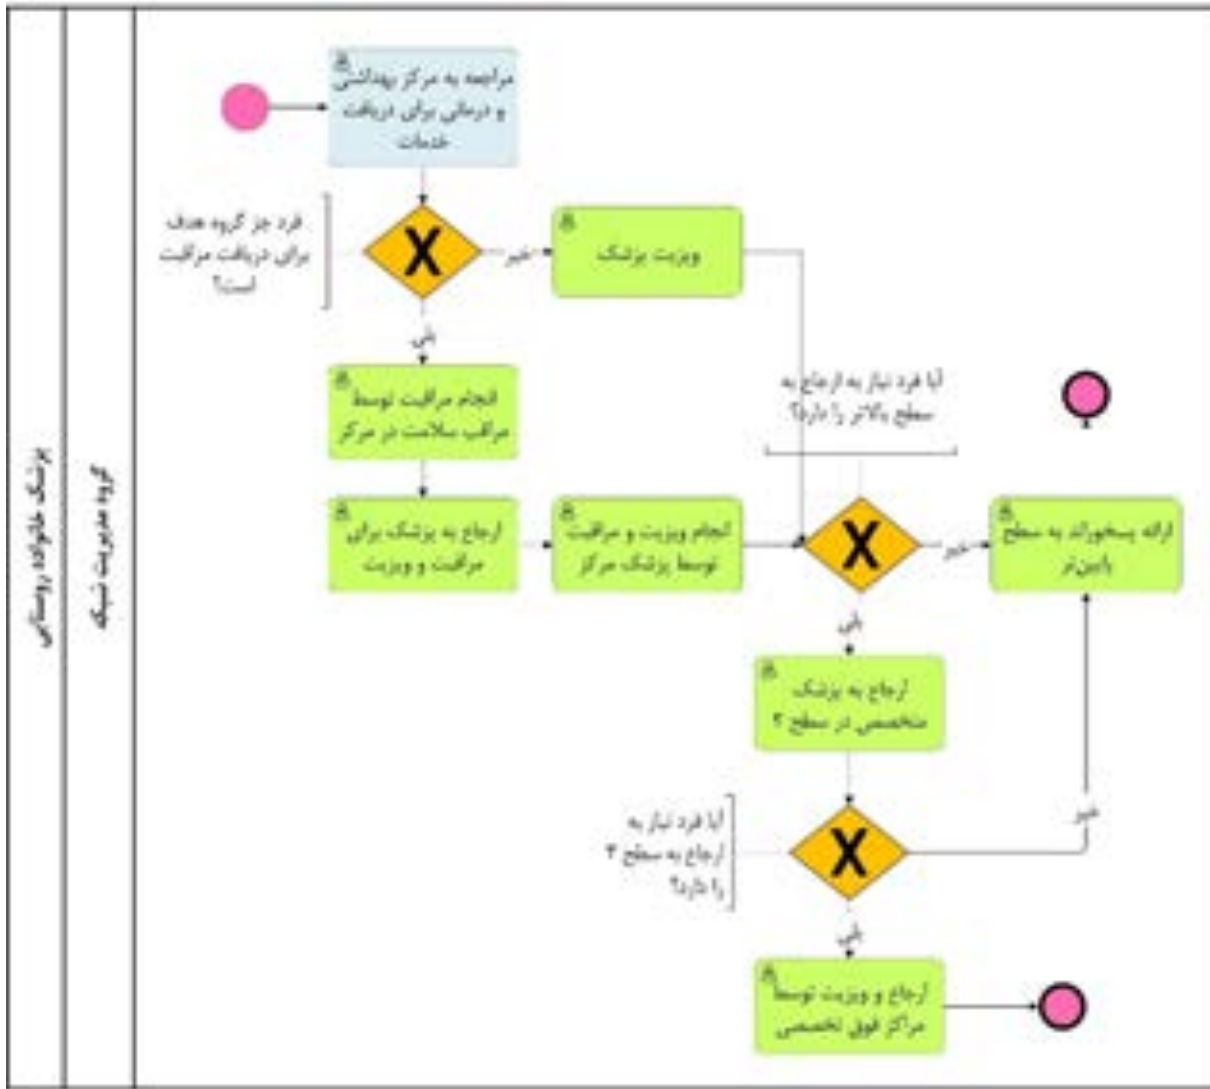 پزشک خانواده روستایی
گروه مدیریت شبکه
مراجعه به مرکز بهداشتی
و درمانی برای دریافت
خدمات
فرد جز گروه هدف
برای دریافت مراقبت
است؟
خیر
ویزیت پزشک
بلی
انجام مراقبت توسط
مراقب سلامت در مرکز
ارجاع به پزشک برای
مراقبت و ویزیت
انجام ویزیت و مراقبت
توسط پزشک مرکز
آیا فرد نیاز به ارجاع به
سطح بالاتر را دارد؟
خیر
ارائه پسخوراند به سطح
پایین‌تر
بلی
ارجاع به پزشک
متخصصی در سطح ۲
آیا فرد نیاز به
ارجاع به سطح ۳
را دارد؟
خیر
بلی
ارجاع و ویزیت توسط
مراکز فوق تخصصی